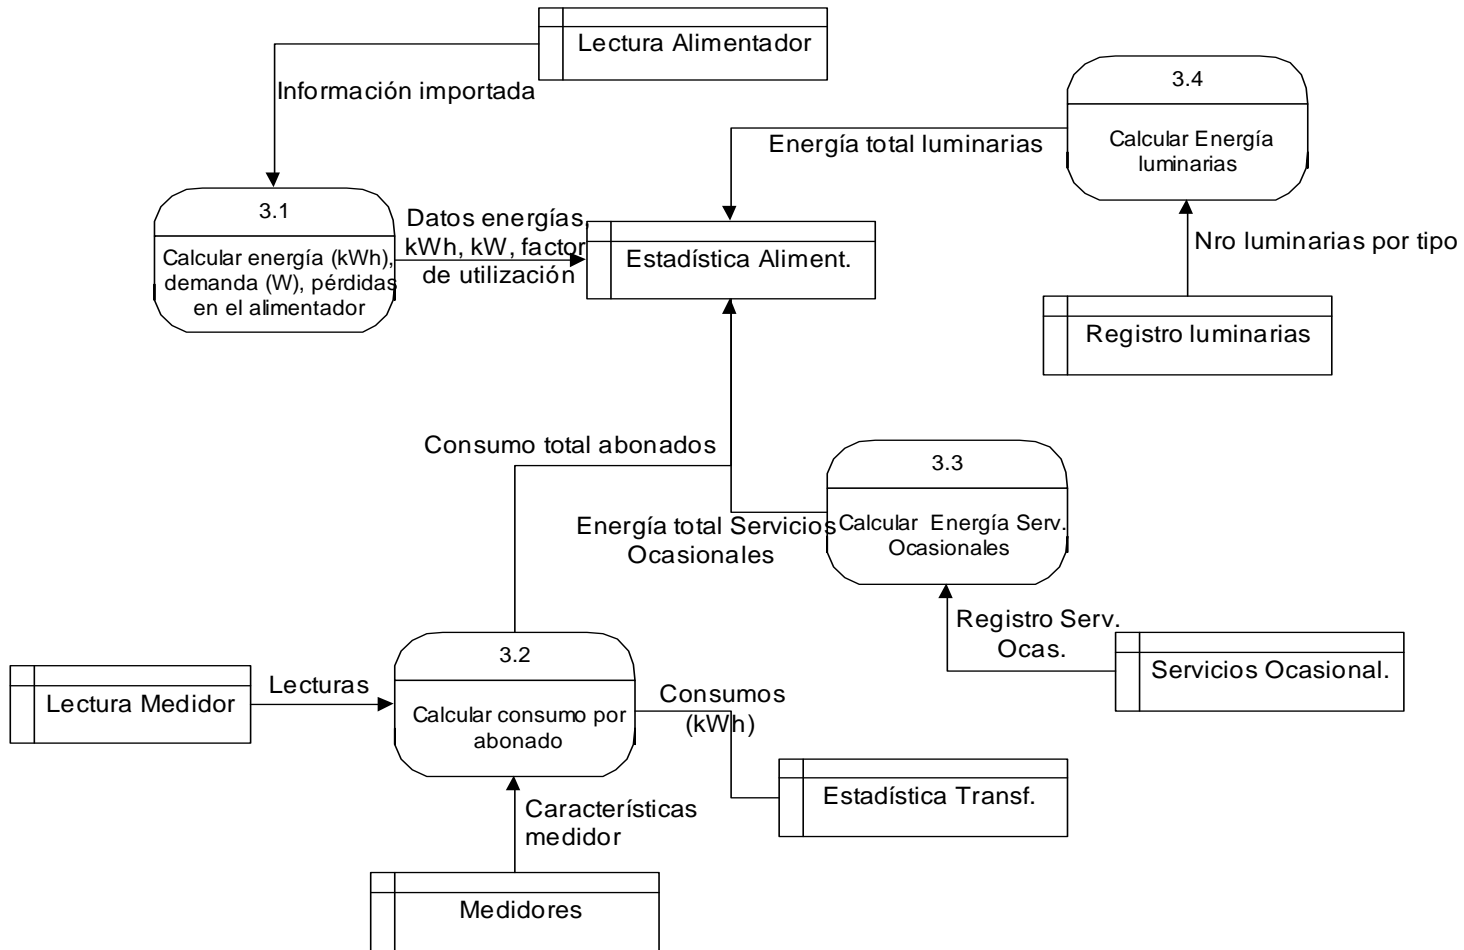 Lectura Alimentador
Información importada
3.4
Calcular Energía
luminarias
Energía total luminarias
3.1
Calcular energía (kWh),
demanda (W), pérdidas
en el alimentador
Datos energías,
kWh, kW, factor
de utilización
Estadística Aliment.
Nro luminarias por tipo
Registro luminarias
Consumo total abonados
3.3
Calcular Energía Serv.
Ocasionales
Energía total Servicios
Ocasionales
Registro Serv.
Ocas.
Servicios Ocasional.
3.2
Calcular consumo por
abonado
Lecturas
Lectura Medidor
Consumos
(kWh)
Estadística Transf.
Características
medidor
Medidores